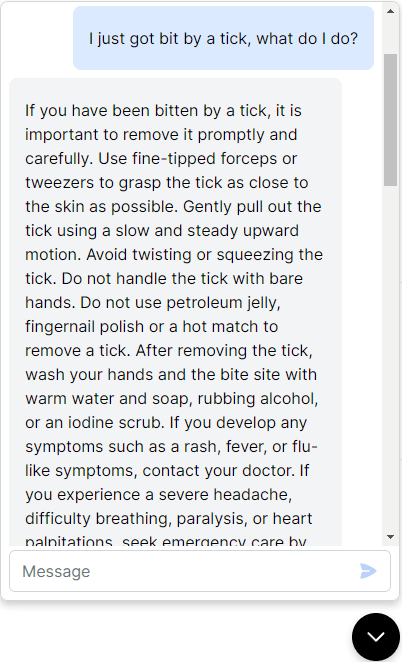 I just got bit by a tick, what do I do?
If you have been bitten by a tick, it is
important to remove it promptly and
carefully. Use fine-tipped forceps or
tweezers to grasp the tick as close to
the skin as possible. Gently pull out the
tick using a slow and steady upward
motion. Avoid twisting or squeezing the
tick. Do not handle the tick with bare
hands. Do not use petroleum jelly,
fingernail polish or a hot match to
remove a tick. After removing the tick,
wash your hands and the bite site with
warm water and soap, rubbing alcohol,
or an iodine scrub. If you develop any
symptoms such as a rash, fever, or flu-
like symptoms, contact your doctor. If
you experience a severe headache,
difficulty breathing, paralysis, or heart
palpitations, seek emergency care by
Message